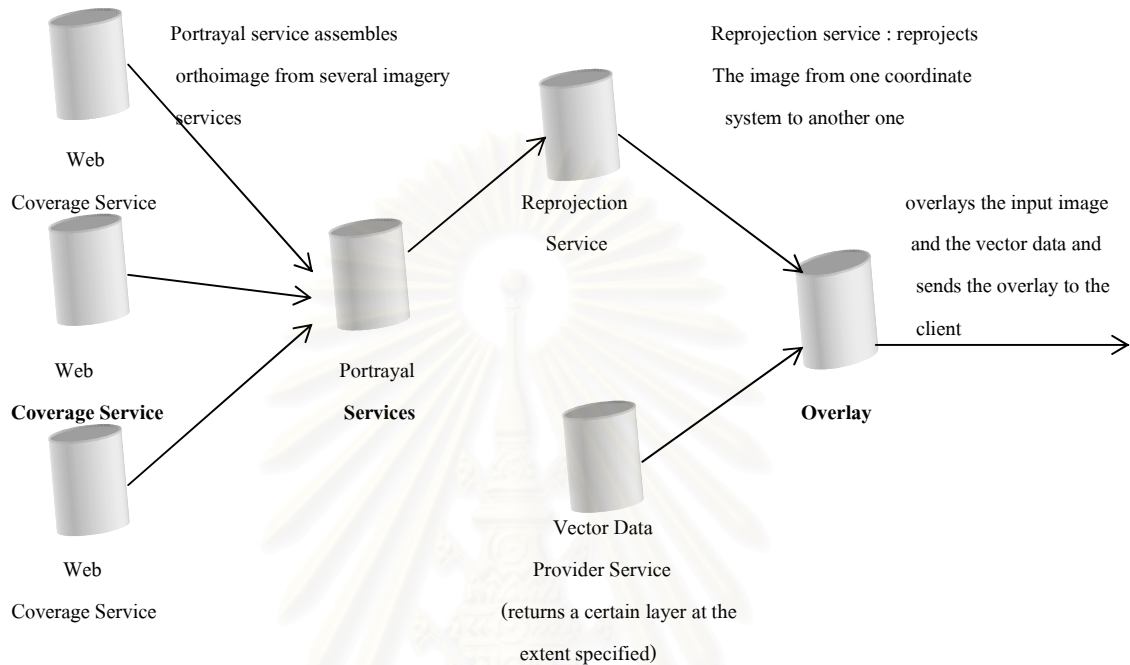 Portrayal service assembles
orthoimage from several imagery
services
Reprojection service : reprojects
The image from one coordinate
system to another one
Web
Coverage Service
Reprojection
Service
overlays the input image
and the vector data and
sends the overlay to the
client
Web
Coverage Service
Portrayal
Services
Overlay
Web
Coverage Service
Vector Data
Provider Service
(returns a certain layer at the
extent specified)